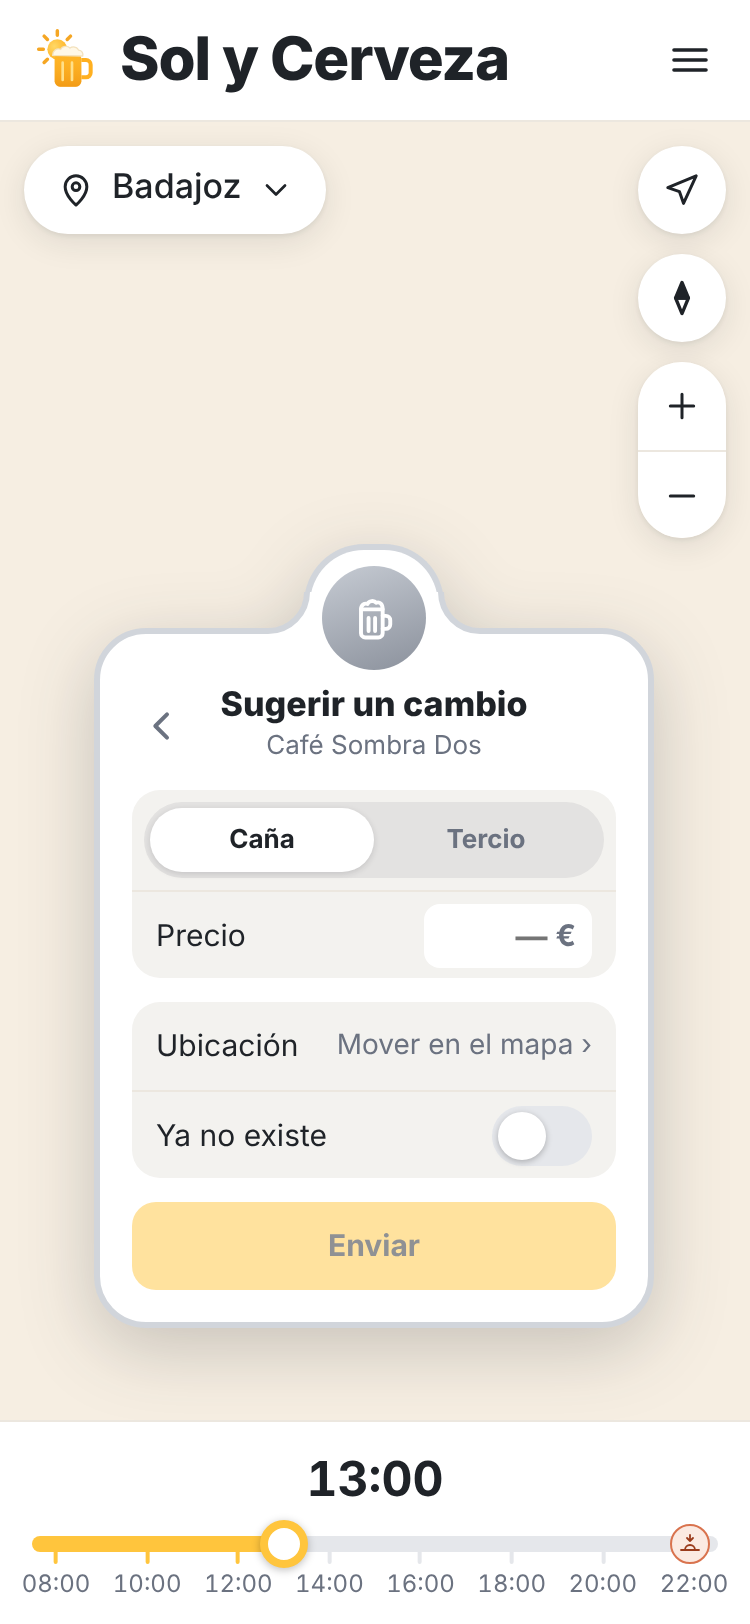 Sol y Cerveza
Badajoz
Sugerir un cambio
Café Sombra Dos
Caña Tercio
Precio — €
Ubicación Mover en el mapa ›
Ya no existe
Enviar
13:00
08:00 10:00 12:00 14:00 16:00 18:00 20:00 22:00